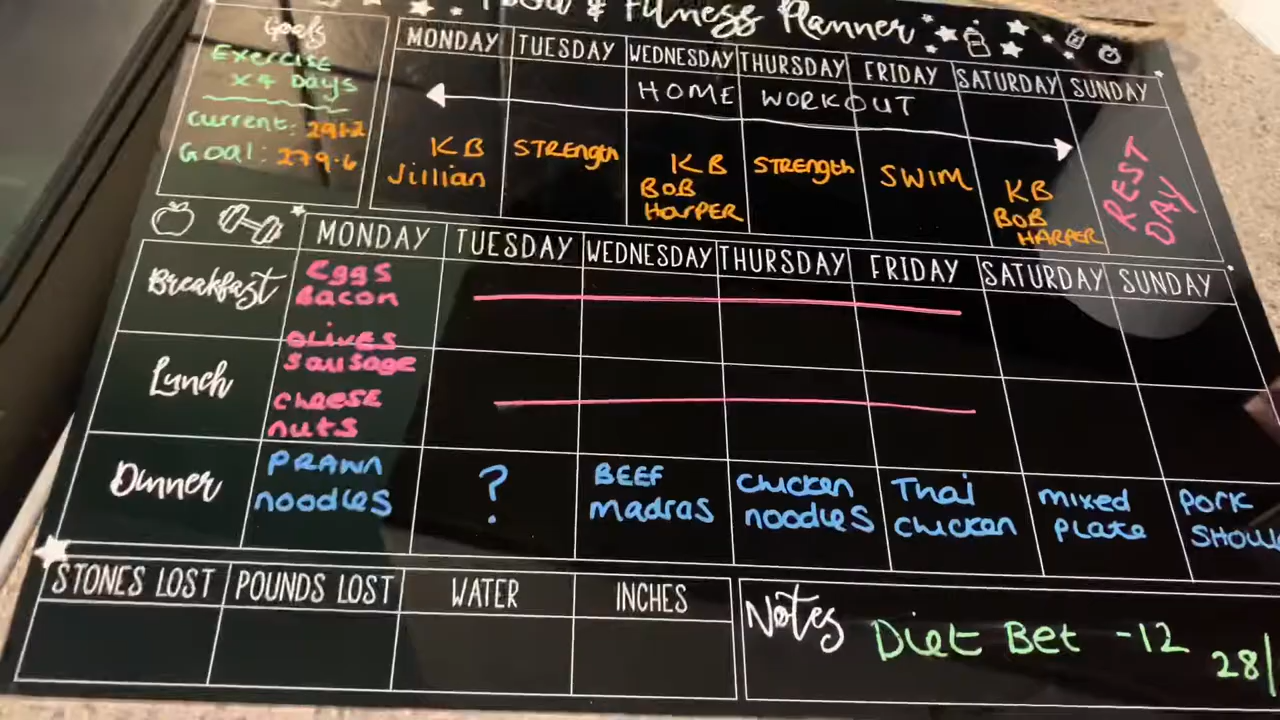 Food & Fitness Planner
Goals
Exercise
x4 Days
Current: 291.2
Goal: 279.6
MONDAY TUESDAY WEDNESDAY THURSDAY FRIDAY SATURDAY SUNDAY
HOME WORKOUT
KB
Jillian
STRENGTH
KB
BOB
HARPER
STRENGTH
SWIM
KB
BOB
HARPER
REST
DAY
MONDAY TUESDAY WEDNESDAY THURSDAY FRIDAY SATURDAY SUNDAY
Breakfast
Eggs
Bacon
Lunch
OLIVES
Sausage
cheese
nuts
Dinner
PRAWN
noodles
?
BEEF
madras
chicken
noodles
Thai
chicken
mixed
plate
PORK
SHOUL
STONES LOST POUNDS LOST WATER INCHES
Notes
Diet Bet -12
28/